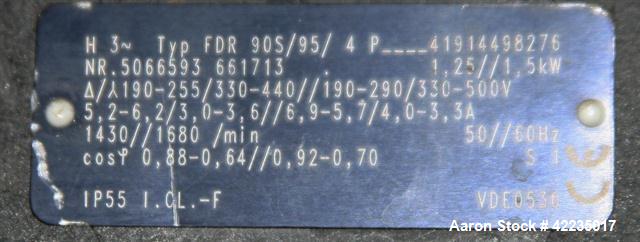 H 3~ Typ FDR 90S/95/ 4 P____41914498276
NR.5066593 661713 . 1,25//1,5kW
Δ/⅄190-255/330-440//190-290/330-500V
5,2-6,2/3,0-3,6//6,9-5,7/4,0-3,3A
1430//1680 /min 50//60Hz
cosφ 0,88-0,64//0,92-0,70 S 1
IP55 I.CL.-F VDE0530
CE
Aaron Stock # 42235017